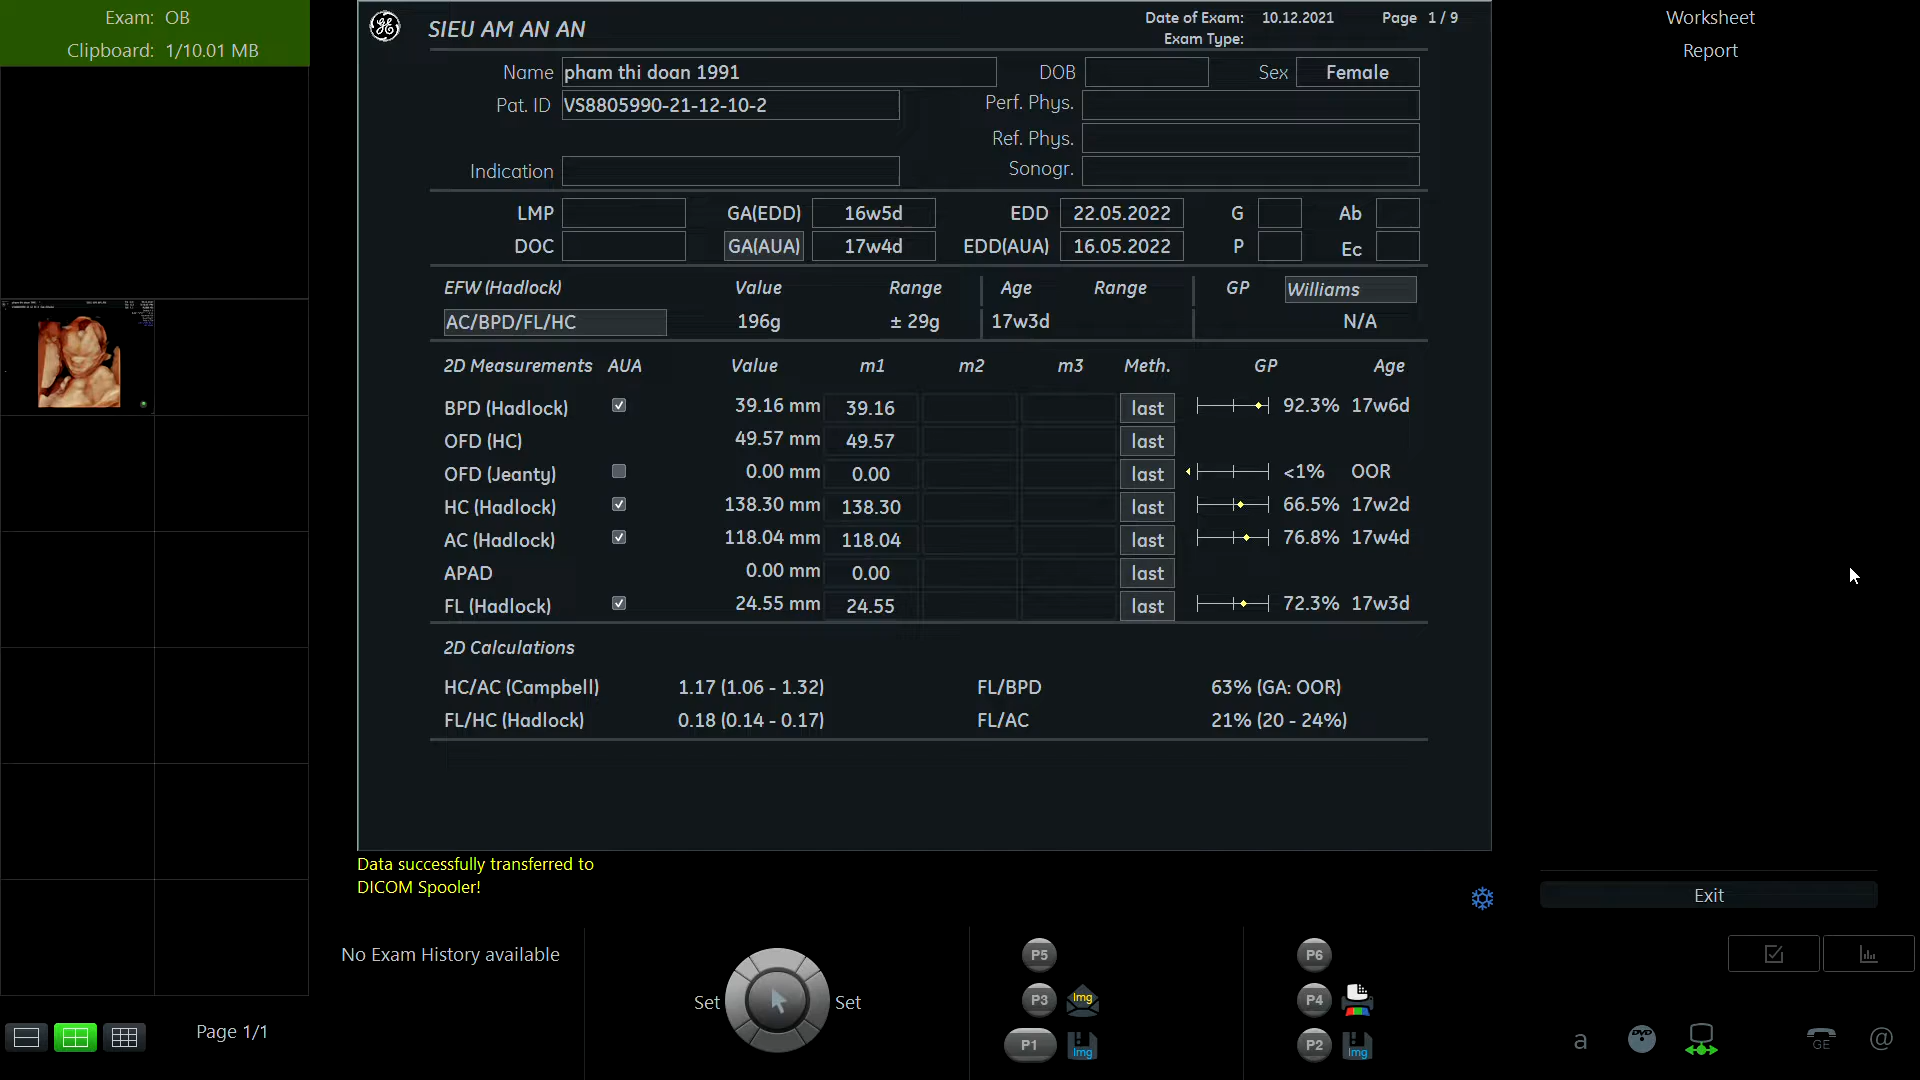 Exam: OB
Clipboard: 1/10.01 MB
SIEU AM AN AN
Date of Exam: 10.12.2021 Page 1 / 9
Exam Type:
Name pham thi doan 1991 DOB Sex Female
Pat. ID VS8805990-21-12-10-2 Perf. Phys.
Ref. Phys.
Indication Sonogr.
LMP GA(EDD) 16w5d EDD 22.05.2022 G Ab
DOC GA(AUA) 17w4d EDD(AUA) 16.05.2022 P Ec
EFW (Hadlock) Value Range Age Range GP Williams
AC/BPD/FL/HC 196g ± 29g 17w3d N/A
2D Measurements AUA Value m1 m2 m3 Meth. GP Age
BPD (Hadlock) 39.16 mm 39.16 last 92.3% 17w6d
OFD (HC) 49.57 mm 49.57 last
OFD (Jeanty) 0.00 mm 0.00 last <1% OOR
HC (Hadlock) 138.30 mm 138.30 last 66.5% 17w2d
AC (Hadlock) 118.04 mm 118.04 last 76.8% 17w4d
APAD 0.00 mm 0.00 last
FL (Hadlock) 24.55 mm 24.55 last 72.3% 17w3d
2D Calculations
HC/AC (Campbell) 1.17 (1.06 - 1.32) FL/BPD 63% (GA: OOR)
FL/HC (Hadlock) 0.18 (0.14 - 0.17) FL/AC 21% (20 - 24%)
Data successfully transferred to
DICOM Spooler!
Worksheet
Report
Exit
No Exam History available
Set Set
P5
P3 Img
P1 Img
P6
P4
P2 Img
Page 1/1
a DVD GE @